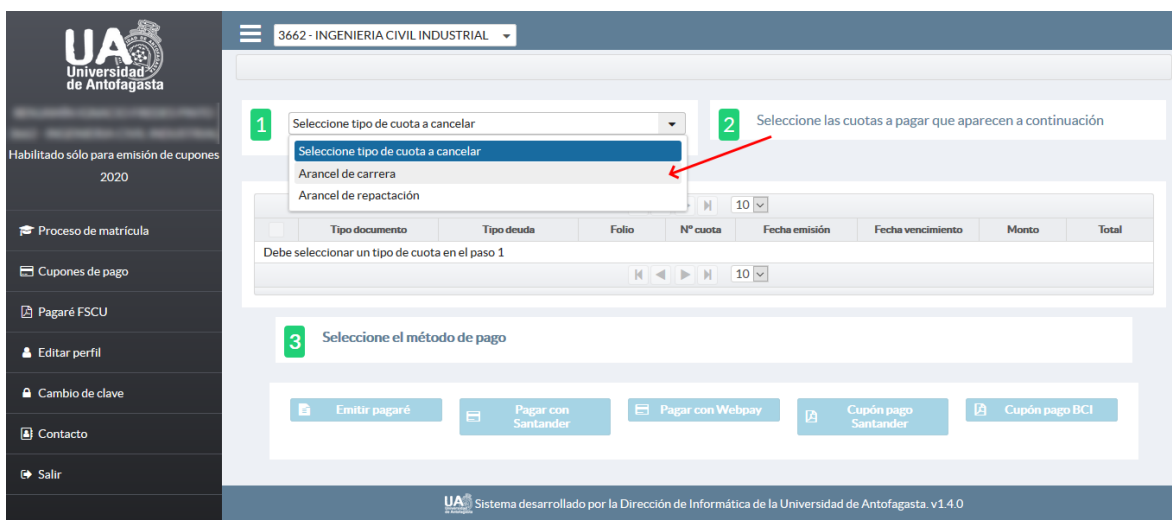 UA
Universidad
de Antofagasta
Habilitado sólo para emisión de cupones
2020
Proceso de matrícula
Cupones de pago
Pagaré FSCU
Editar perfil
Cambio de clave
Contacto
Salir
3662 - INGENIERIA CIVIL INDUSTRIAL
1
Seleccione tipo de cuota a cancelar
Seleccione tipo de cuota a cancelar
Arancel de carrera
Arancel de repactación
2
Seleccione las cuotas a pagar que aparecen a continuación
10
Tipo documento Tipo deuda Folio Nº cuota Fecha emisión Fecha vencimiento Monto Total
Debe seleccionar un tipo de cuota en el paso 1
10
3
Seleccione el método de pago
Emitir pagaré
Pagar con
Santander
Pagar con Webpay
Cupón pago
Santander
Cupón pago BCI
UA Sistema desarrollado por la Dirección de Informática de la Universidad de Antofagasta. v1.4.0